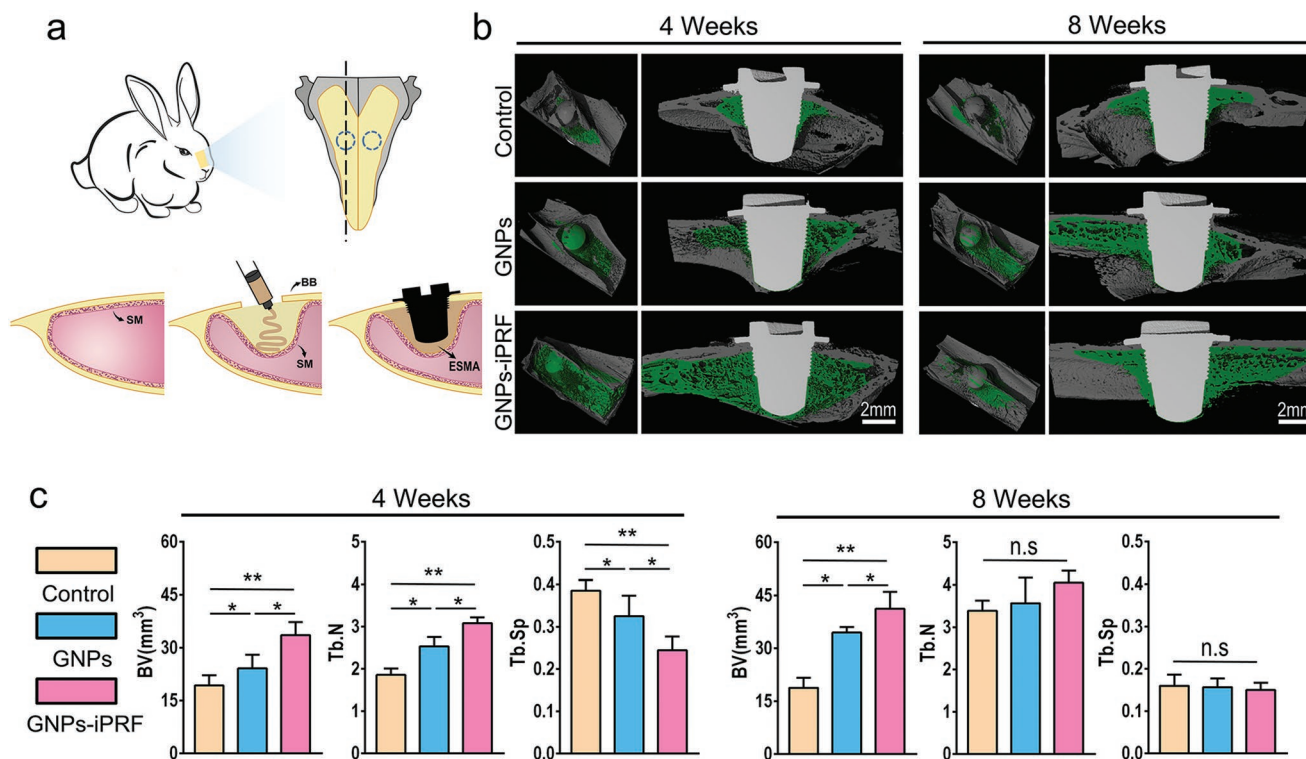 a
SM
BB
SM
ESMA
b
4 Weeks
8 Weeks
Control
GNPs
GNPs-iPRF
2mm
2mm
c
4 Weeks
8 Weeks
Control
GNPs
GNPs-iPRF
BV(mm³)
60
45
30
15
0
**
*
*
Tb.N
5
4
3
2
1
0
**
*
*
Tb.Sp
0.5
0.4
0.3
0.2
0.1
0.0
**
*
*
BV(mm³)
60
45
30
15
0
**
*
*
Tb.N
5
4
3
2
1
0
n.s
Tb.Sp
0.5
0.4
0.3
0.2
0.1
0.0
n.s